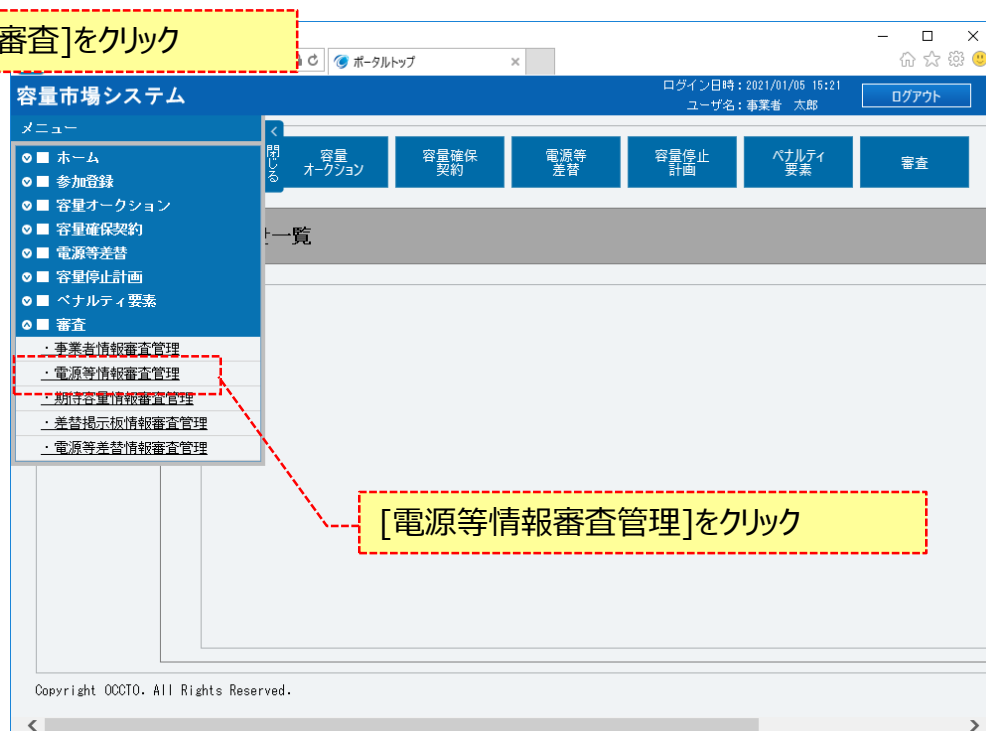 審査]をクリック
ポータルトップ
容量市場システム
ログイン日時：2021/01/05 15:21
ユーザ名：事業者 太郎
ログアウト
メニュー
閉じる
容量
オークション
容量確保
契約
電源等
差替
容量停止
計画
ペナルティ
要素
審査
ホーム
参加登録
容量オークション
容量確保契約
電源等差替
容量停止計画
ペナルティ要素
審査
一覧
・事業者情報審査管理
・電源等情報審査管理
・期待容量情報審査管理
・差替掲示板情報審査管理
・電源等差替情報審査管理
[電源等情報審査管理]をクリック
Copyright OCCTO. All Rights Reserved.